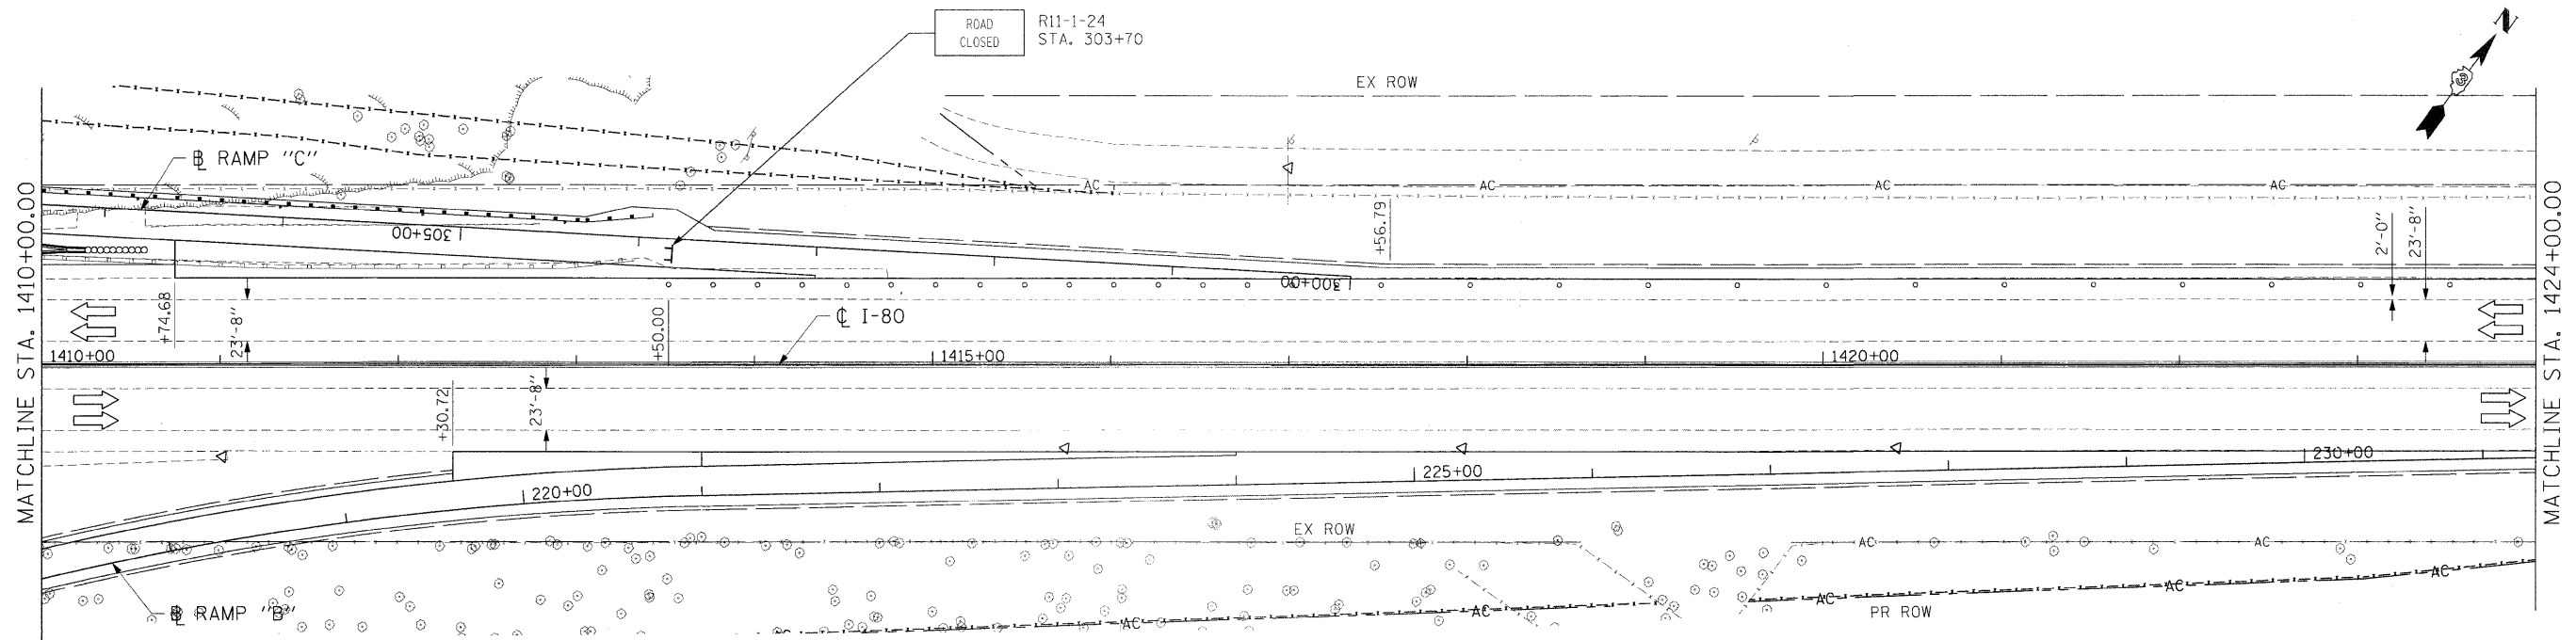 ROAD
CLOSED
R11-1-24
STA. 303+70
N
EX ROW
MATCHLINE STA. 1410+00.00
℄ RAMP "C"
AC
AC
AC
AC
305+00
+56.79
2'-0"
23'-8"
MATCHLINE STA. 1424+00.00
+74.68
23'-8"
+50.00
300+00
℄ I-80
1410+00
1415+00
1420+00
+30.72
23'-8"
220+00
225+00
230+00
EX ROW
AC
AC
AC
AC
AC
AC
AC
PR ROW
RAMP "B"